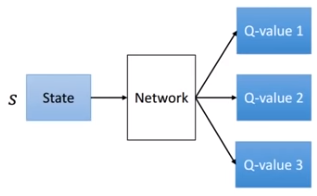 Q-value 1
S
State
Network
Q-value 2
Q-value 3